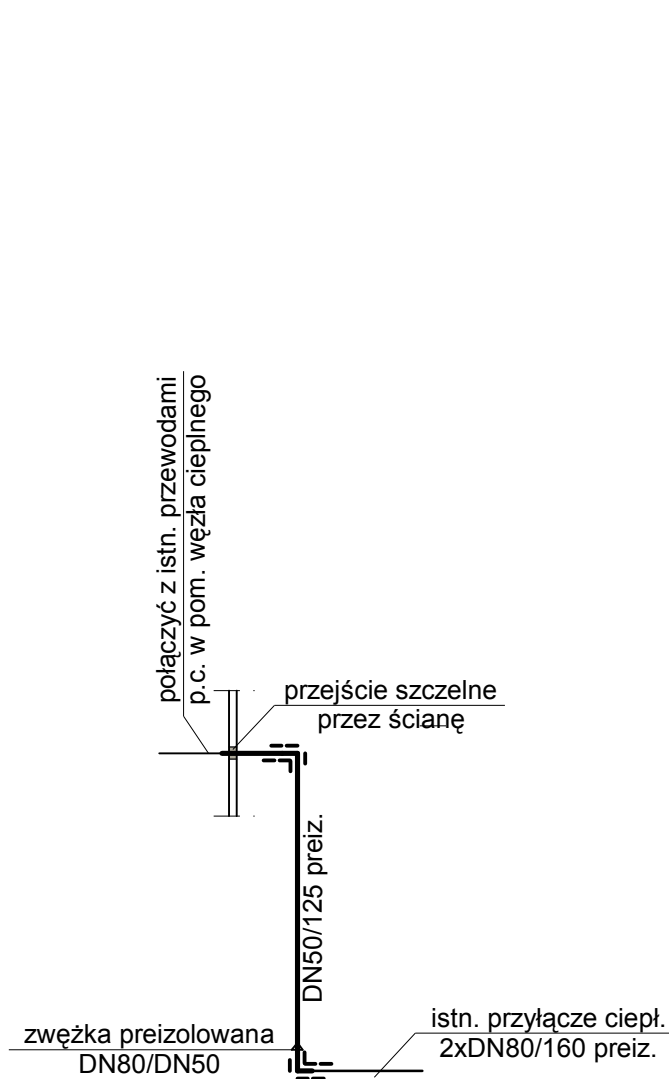 połączyć z istn. przewodami
p.c. w pom. węzła cieplnego
przejście szczelne
przez ścianę
DN50/125 preiz.
zwężka preizolowana
DN80/DN50
istn. przyłącze ciepł.
2xDN80/160 preiz.